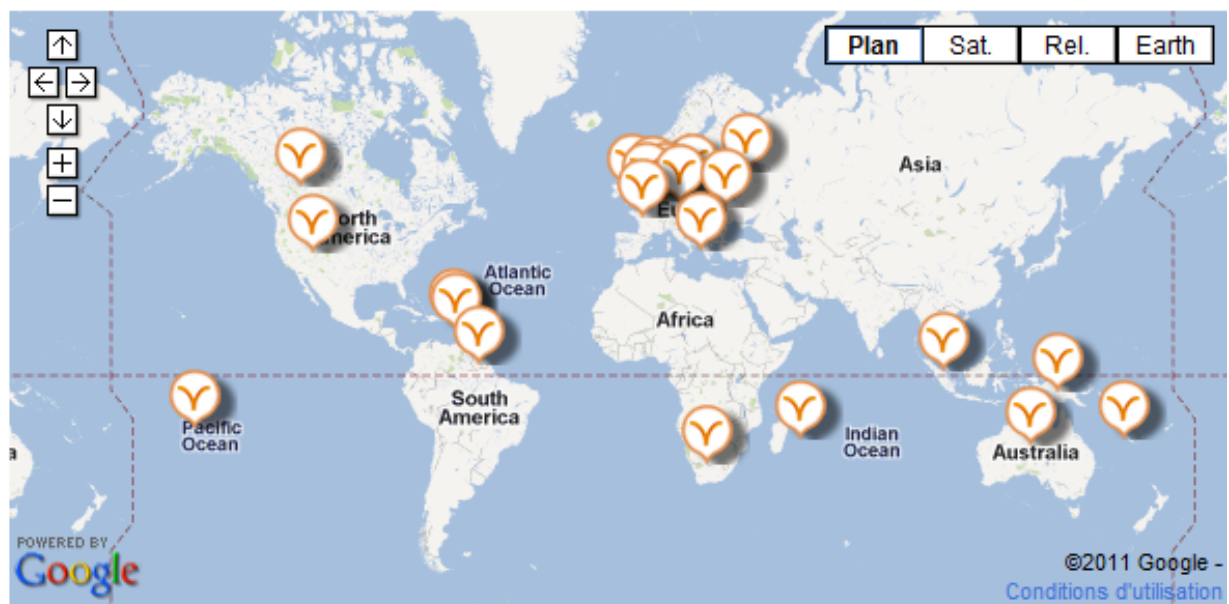 Plan
Sat.
Rel.
Earth
Asia
North
America
Europe
Atlantic
Ocean
Africa
South
America
Pacific
Ocean
Indian
Ocean
a
Australia
POWERED BY
Google
©2011 Google -
Conditions d'utilisation